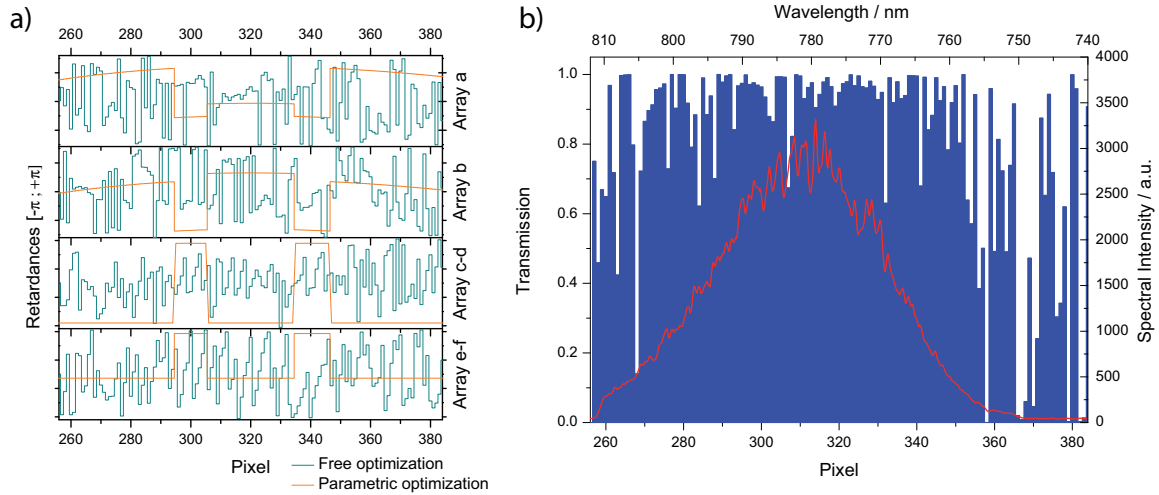 a)
260 280 300 320 340 360 380
Retardances [-π ; +π]
Array a
Array b
Array c-d
Array e-f
260 280 300 320 340 360 380
Pixel
Free optimization
Parametric optimization
b)
Wavelength / nm
810 800 790 780 770 760 750 740
Transmission
1.0
0.8
0.6
0.4
0.2
0.0
4000
3500
3000
2500
2000
1500
1000
500
0
Spectral Intensity / a.u.
260 280 300 320 340 360 380
Pixel